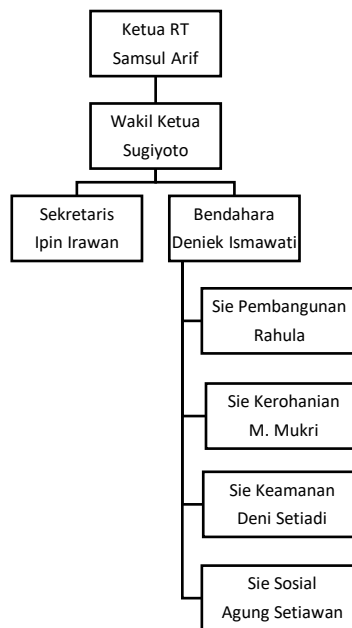 Ketua RT
Samsul Arif
Wakil Ketua
Sugiyoto
Sekretaris
Ipin Irawan
Bendahara
Deniek Ismawati
Sie Pembangunan
Rahula
Sie Kerohanian
M. Mukri
Sie Keamanan
Deni Setiadi
Sie Sosial
Agung Setiawan